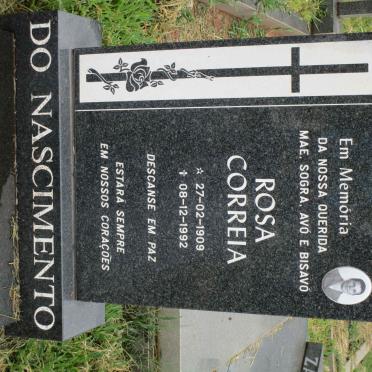 Em Memória
DA NOSSA QUERIDA
MAE, SOGRA, AVÓ E BISAVÓ
ROSA
CORREIA
☆ 27-02-1909
✝ 08-12-1992
DESCANSE EM PAZ
ESTARÁ SEMPRE
EM NOSSOS CORAÇÕES
DO NASCIMENTO